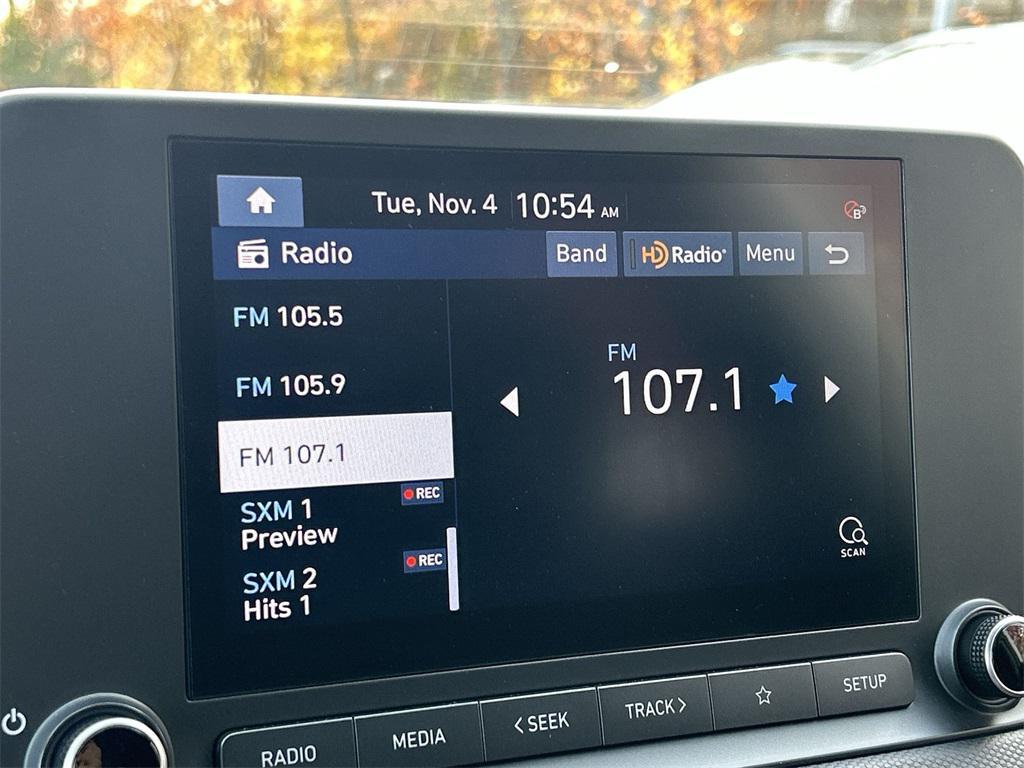 Tue, Nov. 4 10:54 AM
B
Radio
Band
HD Radio
Menu
FM 105.5
FM 105.9
FM 107.1
SXM 1
REC
Preview
SXM 2
REC
Hits 1
FM
107.1
SCAN
RADIO
MEDIA
< SEEK
TRACK >
SETUP